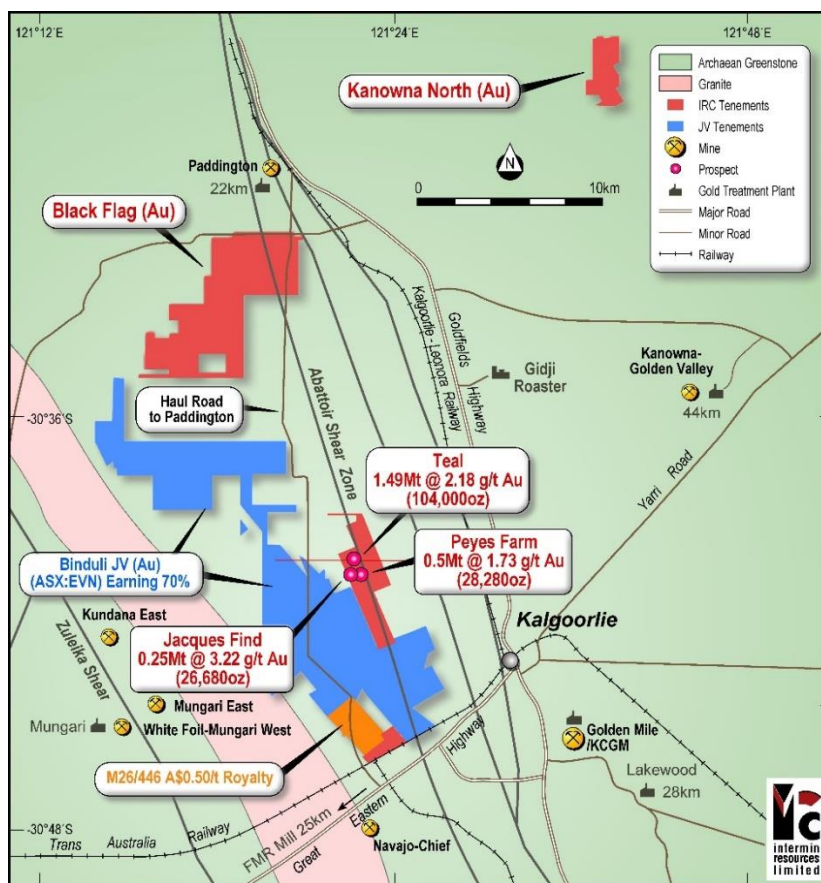 121°12´E
121°24´E
121°48´E
Archaean Greenstone
Granite
IRC Tenements
JV Tenements
Mine
Prospect
Gold Treatment Plant
Major Road
Minor Road
Railway
Kanowna North (Au)
N
0
10km
Paddington
22km
Black Flag (Au)
Haul Road
to Paddington
Abattoir Shear Zone
Kalgoorlie - Leonora Railway
Goldfields
Highway
Gidji
Roaster
Kanowna-
Golden Valley
44km
Yarri Road
-30°36´S
Teal
1.49Mt @ 2.18 g/t Au
(104,000oz)
Peyes Farm
0.5Mt @ 1.73 g/t Au
(28,280oz)
Binduli JV (Au)
(ASX:EVN) Earning 70%
Kundana East
Zuleika Shear
Jacques Find
0.25Mt @ 3.22 g/t Au
(26,680oz)
Kalgoorlie
Mungari East
Mungari
White Foil-Mungari West
M26/446 A$0.50/t Royalty
Golden Mile
/KCGM
Lakewood
28km
-30°48´S
Trans Australia Railway
FMR Mill 25km
Great Eastern Highway
Navajo-Chief
intermin
resources
limited